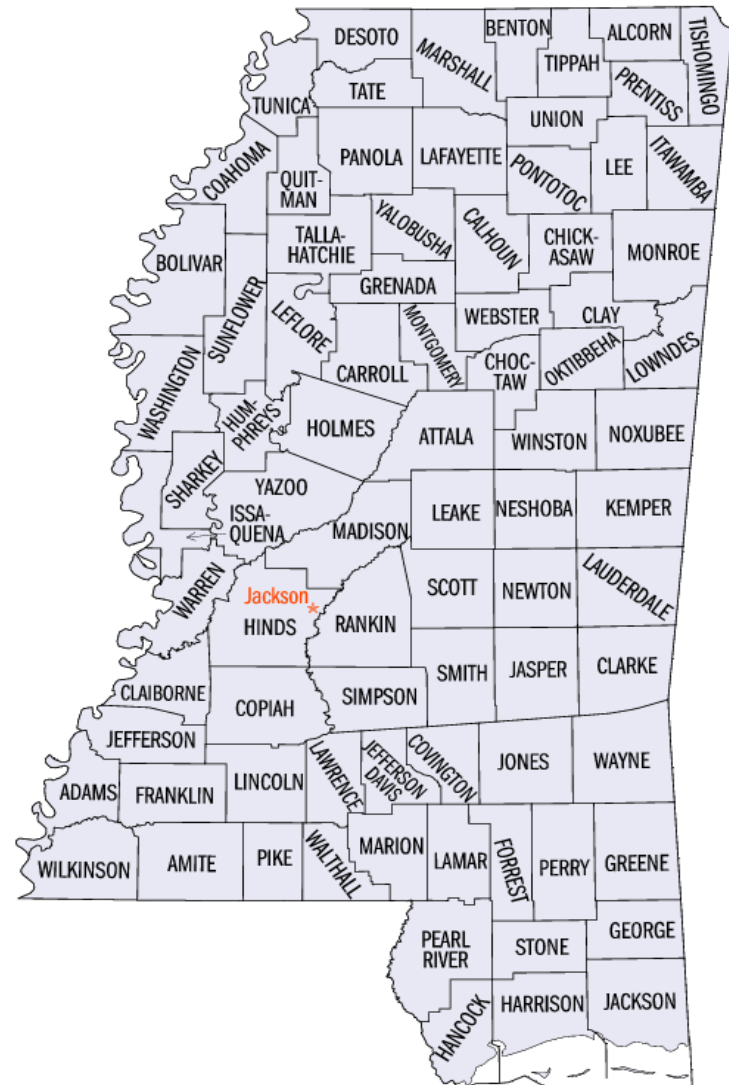 DESOTO
BENTON
ALCORN
TISHOMINGO
MARSHALL
TIPPAH
PRENTISS
TUNICA
TATE
UNION
COAHOMA
PANOLA
LAFAYETTE
PONTOTOC
LEE
ITAWAMBA
QUIT-
MAN
TALLA-
HATCHIE
YALOBUSHA
CALHOUN
CHICK-
ASAW
MONROE
BOLIVAR
SUNFLOWER
GRENADA
LEFLORE
MONTGOMERY
WEBSTER
CLAY
WASHINGTON
CARROLL
CHOC-
TAW
OKTIBBEHA
LOWNDES
HUM-
PHREYS
HOLMES
ATTALA
WINSTON
NOXUBEE
SHARKEY
YAZOO
ISSA-
QUENA
MADISON
LEAKE
NESHOBA
KEMPER
WARREN
Jackson
HINDS
RANKIN
SCOTT
NEWTON
LAUDERDALE
CLAIBORNE
COPIAH
SIMPSON
SMITH
JASPER
CLARKE
JEFFERSON
LINCOLN
LAWRENCE
JEFFERSON
DAVIS
COVINGTON
JONES
WAYNE
ADAMS
FRANKLIN
WILKINSON
AMITE
PIKE
WALTHALL
MARION
LAMAR
FORREST
PERRY
GREENE
PEARL
RIVER
STONE
GEORGE
HANCOCK
HARRISON
JACKSON